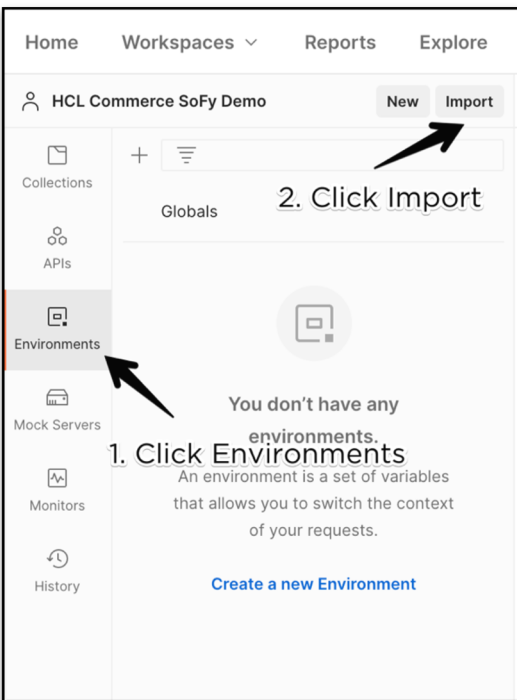 Home Workspaces Reports Explore
HCL Commerce SoFy Demo New Import
Collections
2. Click Import
Globals
APIs
Environments
You don't have any
environments.
1. Click Environments
Mock Servers
An environment is a set of variables
that allows you to switch the context
of your requests.
Monitors
History
Create a new Environment